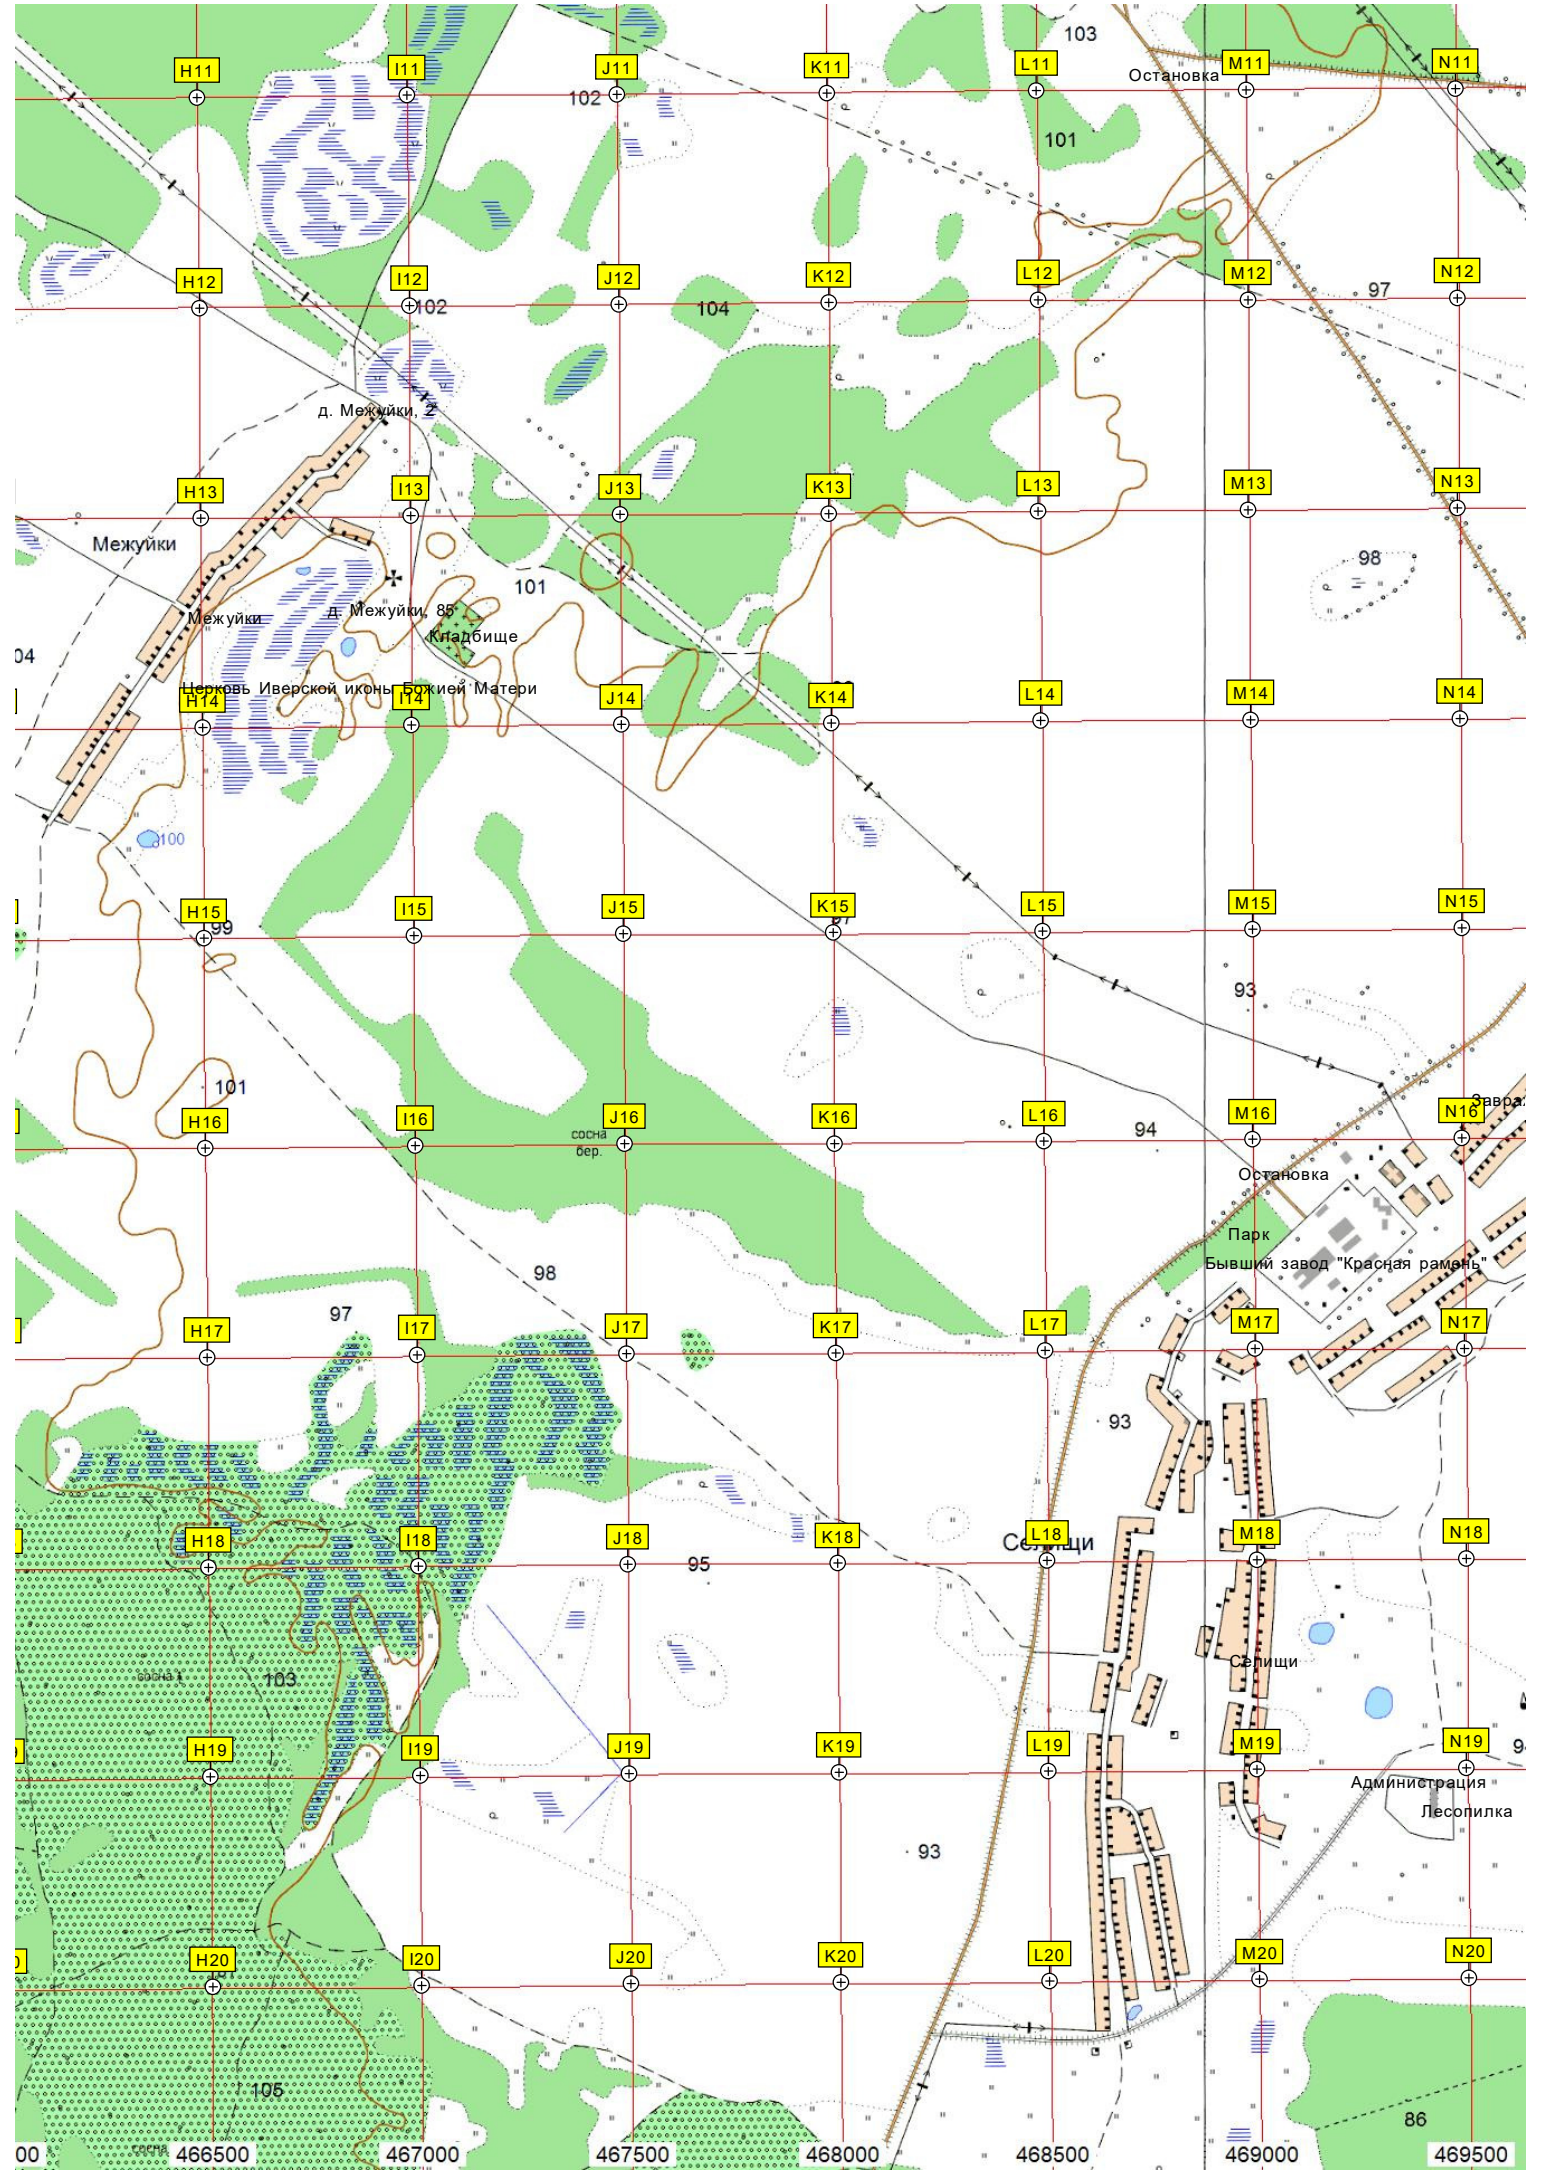 103
H11 I11 J11 K11 L11 M11 N11
Остановка
102
101
H12 I12 J12 K12 L12 M12 N12
102
104
97
д. Межуйки, 2
H13 I13 J13 K13 L13 M13 N13
Межуйки
98
101
Межуйки
д. Межуйки, 85
Кладбище
04
Церковь Иверской иконы Божией Матери
H14 I14 J14 K14 L14 M14 N14
100
H15 I15 J15 K15 L15 M15 N15
99
93
101
H16 I16 J16 K16 L16 M16 N16
сосна
бер.
94
Остановка
Парк
Бывший завод "Красная рамень"
98
97
H17 I17 J17 K17 L17 M17 N17
93
H18 I18 J18 K18 L18 M18 N18
Селищи
95
Селищи
103
H19 I19 J19 K19 L19 M19 N19
Администрация
Лесопилка
93
H20 I20 J20 K20 L20 M20 N20
105
86
сосна
00 466500 467000 467500 468000 468500 469000 469500